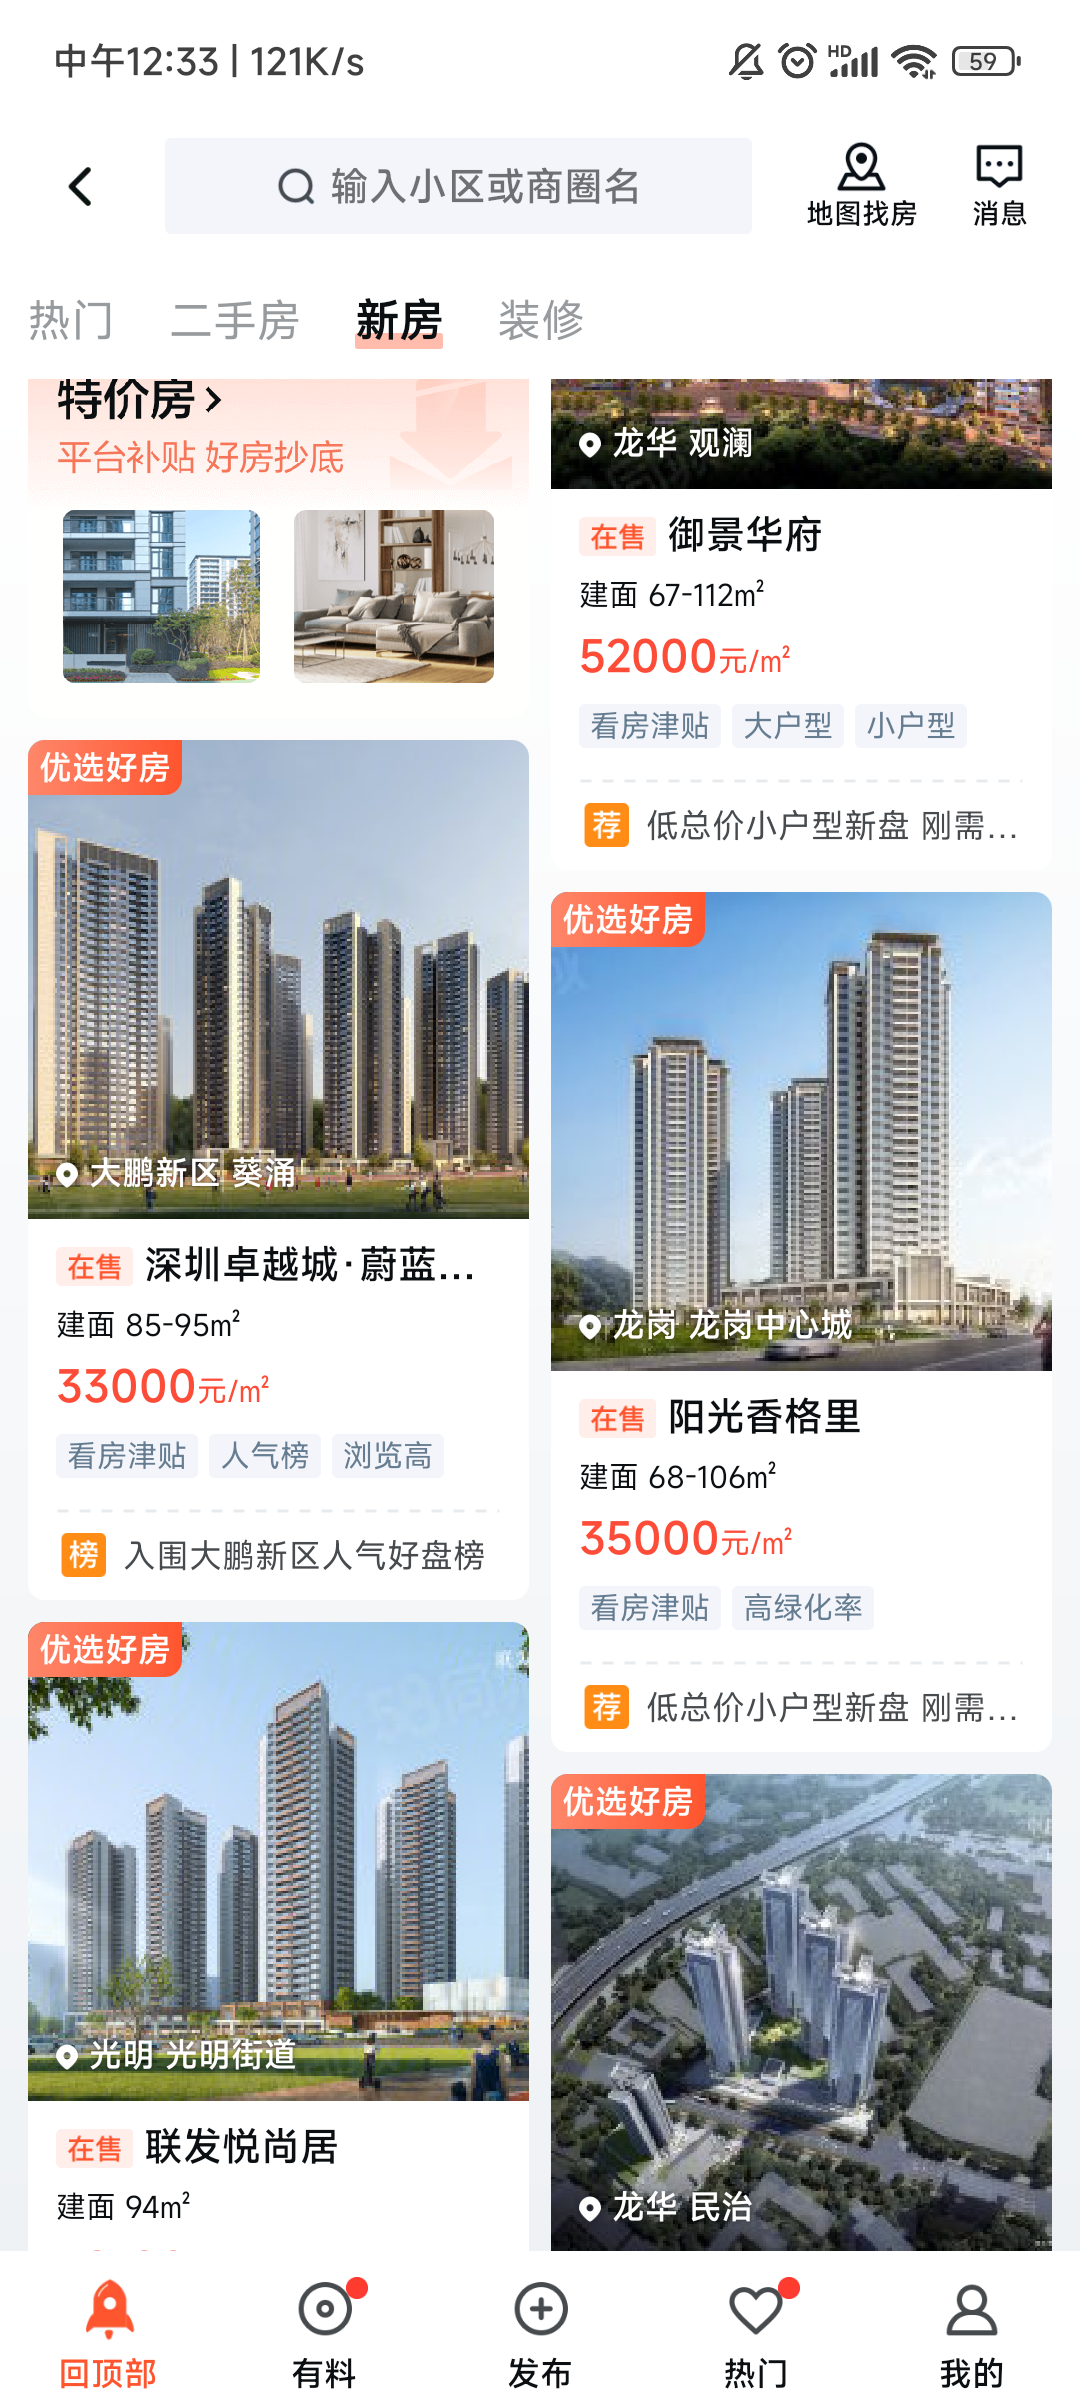 中午12:33 | 121K/s
HD
59
输入小区或商圈名
地图找房
消息
热门
二手房
新房
装修
特价房
平台补贴 好房抄底
龙华 观澜
在售 御景华府
建面 67-112m²
52000元/m²
看房津贴 大户型 小户型
荐 低总价小户型新盘 刚需...
优选好房
大鹏新区 葵涌
在售 深圳卓越城·蔚蓝...
建面 85-95m²
33000元/m²
看房津贴 人气榜 浏览高
榜 入围大鹏新区人气好盘榜
优选好房
龙岗 龙岗中心城
在售 阳光香格里
建面 68-106m²
35000元/m²
看房津贴 高绿化率
荐 低总价小户型新盘 刚需...
优选好房
光明 光明街道
在售 联发悦尚居
建面 94m²
优选好房
龙华 民治
回顶部
有料
发布
热门
我的